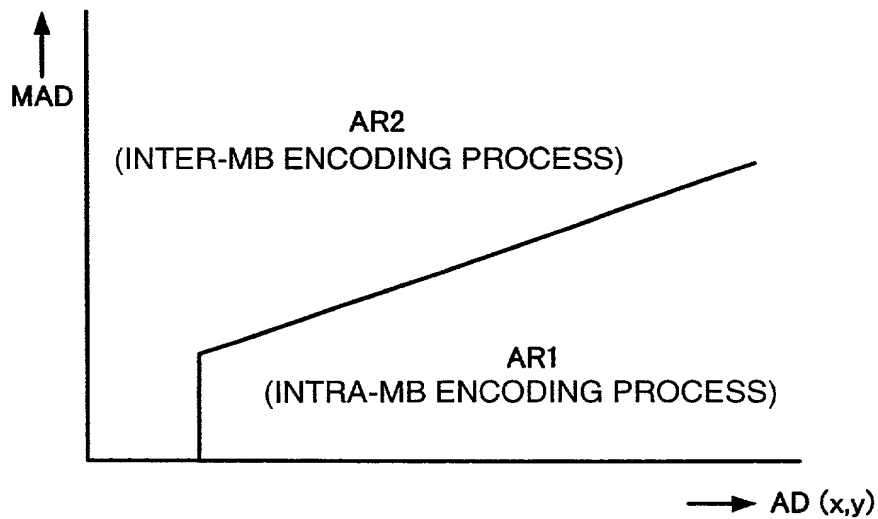 MAD
AR2
(INTER-MB ENCODING PROCESS)
AR1
(INTRA-MB ENCODING PROCESS)
AD (x,y)